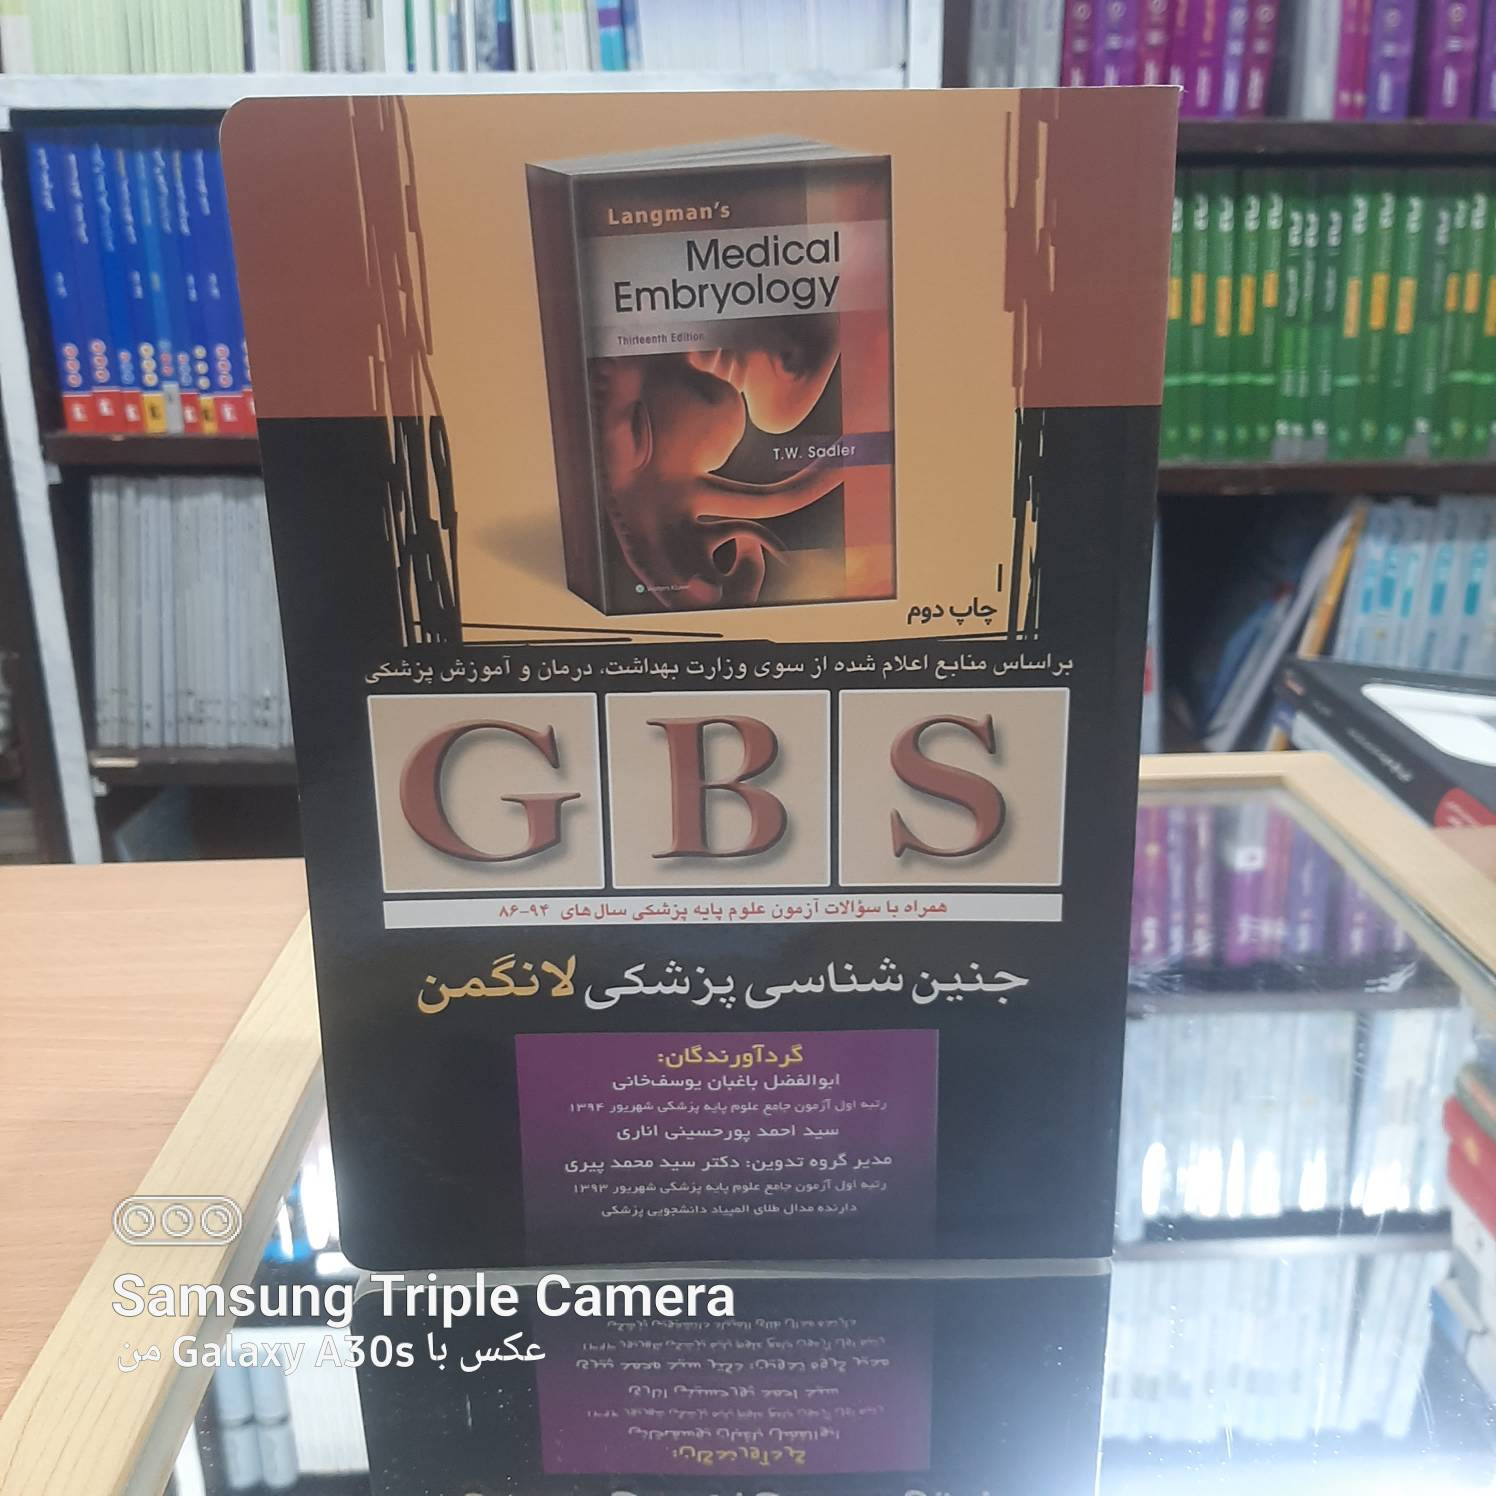 Langman's
Medical
Embryology
Thirteenth Edition
T.W. Sadler
Wolters Kluwer
چاپ دوم
براساس منابع اعلام شده از سوی وزارت بهداشت، درمان و آموزش پزشکی
GBS
همراه با سؤالات آزمون علوم پایه پزشکی سال‌های ۹۴-۸۶
جنین شناسی پزشکی لانگمن
گردآورندگان:
ابوالفضل باغبان یوسف‌خانی
رتبه اول آزمون جامع علوم پایه پزشکی شهریور ۱۳۹۴
سید احمد پورحسینی اناری
مدیر گروه تدوین: دکتر سید محمد پیری
رتبه اول آزمون جامع علوم پایه پزشکی شهریور ۱۳۹۳
دارنده مدال طلای المپیاد دانشجویی پزشکی
Samsung Triple Camera
عکس با Galaxy A30s من